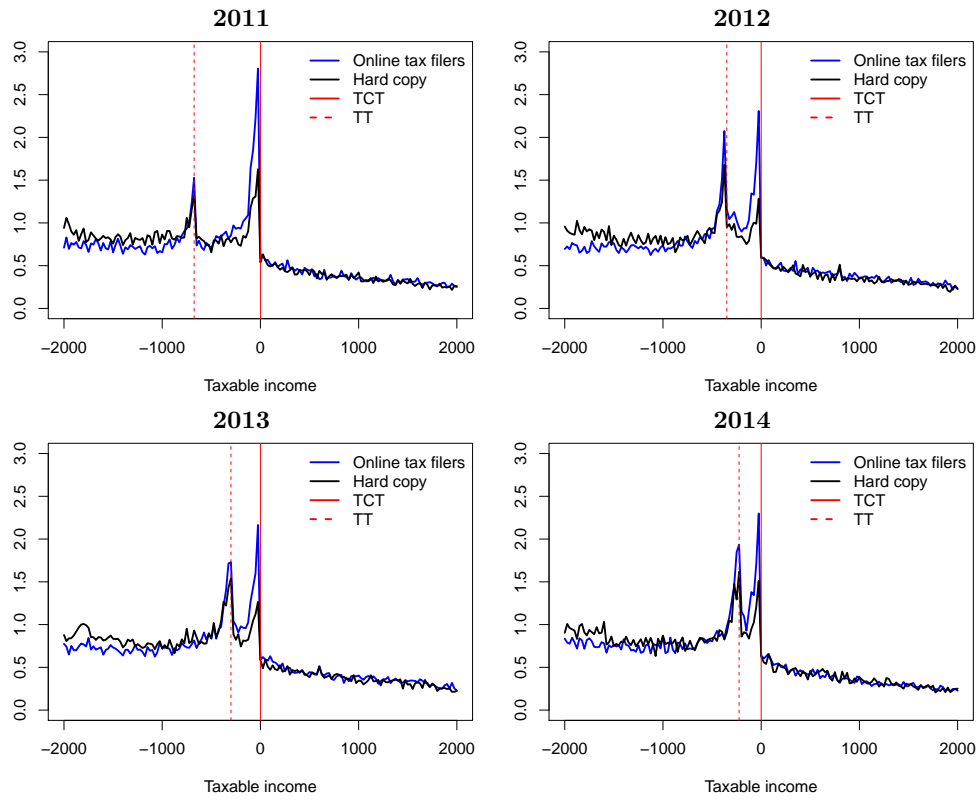 2011
3.0
2.5
2.0
1.5
1.0
0.5
0.0
Online tax filers
Hard copy
TCT
TT
−2000 −1000 0 1000 2000
Taxable income
2012
3.0
2.5
2.0
1.5
1.0
0.5
0.0
Online tax filers
Hard copy
TCT
TT
−2000 −1000 0 1000 2000
Taxable income
2013
3.0
2.5
2.0
1.5
1.0
0.5
0.0
Online tax filers
Hard copy
TCT
TT
−2000 −1000 0 1000 2000
Taxable income
2014
3.0
2.5
2.0
1.5
1.0
0.5
0.0
Online tax filers
Hard copy
TCT
TT
−2000 −1000 0 1000 2000
Taxable income